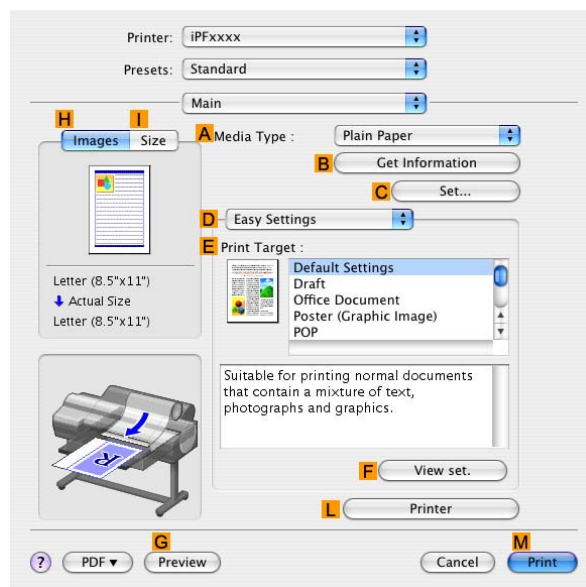 Printer: iPFxxxx
Presets: Standard
Main
H I
Images Size
A Media Type : Plain Paper
B Get Information
C Set...
D Easy Settings
E Print Target :
Default Settings
Draft
Office Document
Poster (Graphic Image)
POP
Letter (8.5"x11")
Actual Size
Letter (8.5"x11")
Suitable for printing normal documents
that contain a mixture of text,
photographs and graphics.
R
F View set.
L Printer
G M
? PDF Preview Cancel Print